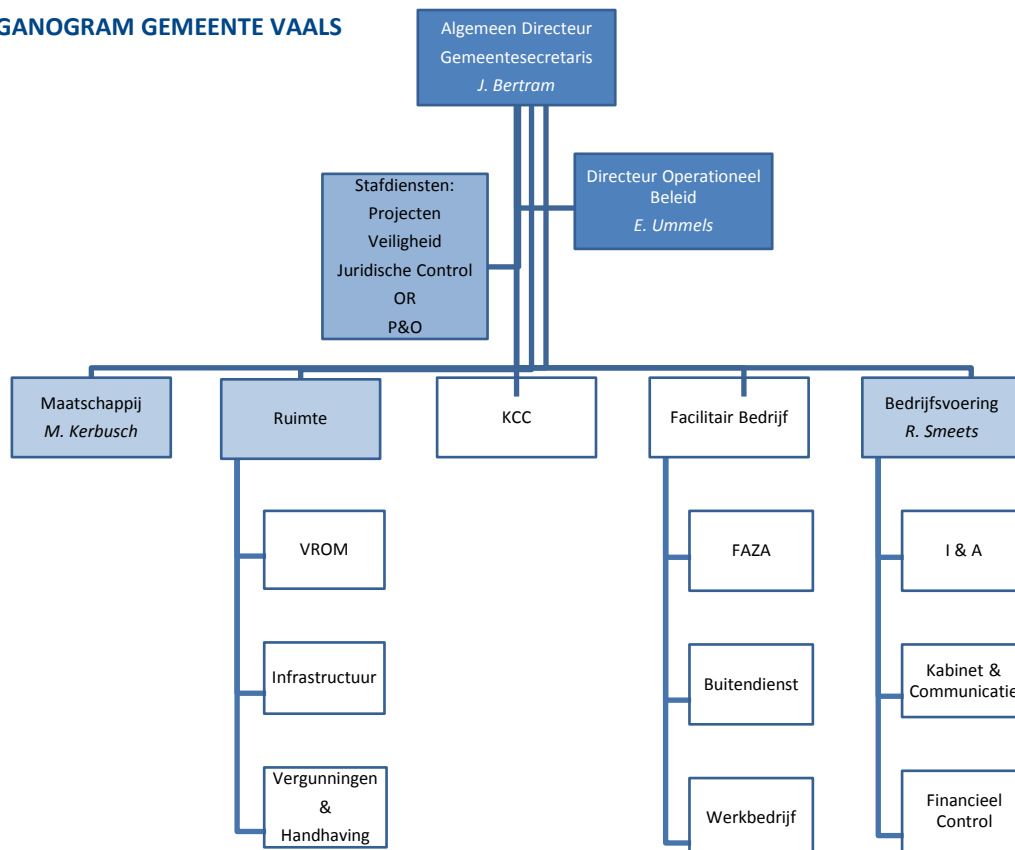 GANOGRAM GEMEENTE VAALS
Algemeen Directeur
Gemeentesecretaris
J. Bertram
Directeur Operationeel
Beleid
E. Ummels
Stafdiensten:
Projecten
Veiligheid
Juridische Control
OR
P&O
Maatschappij
M. Kerbusch
Ruimte
KCC
Facilitair Bedrijf
Bedrijfsvoering
R. Smeets
VROM
FAZA
I & A
Infrastructuur
Buitendienst
Kabinet &
Communicatie
Vergunningen
&
Handhaving
Werkbedrijf
Financieel
Control